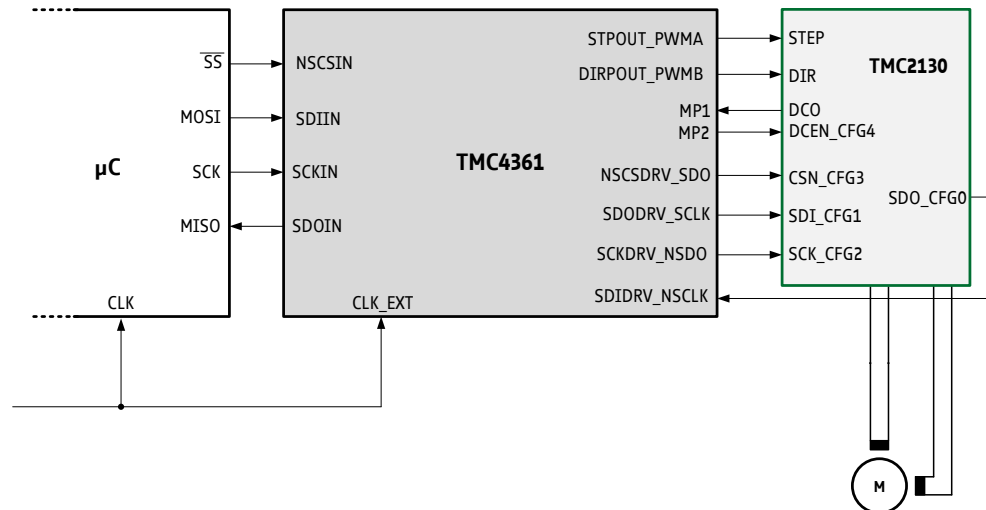 S̅S̅
MOSI
SCK
MISO
µC
CLK
NSCSIN
SDIIN
SCKIN
SDOIN
TMC4361
CLK_EXT
STPOUT_PWMA
DIRPOUT_PWMB
MP1
MP2
NSCSDRV_SDO
SDODRV_SCLK
SCKDRV_NSDO
SDIDRV_NSCLK
STEP
TMC2130
DIR
DCO
DCEN_CFG4
CSN_CFG3
SDO_CFG0
SDI_CFG1
SCK_CFG2
M